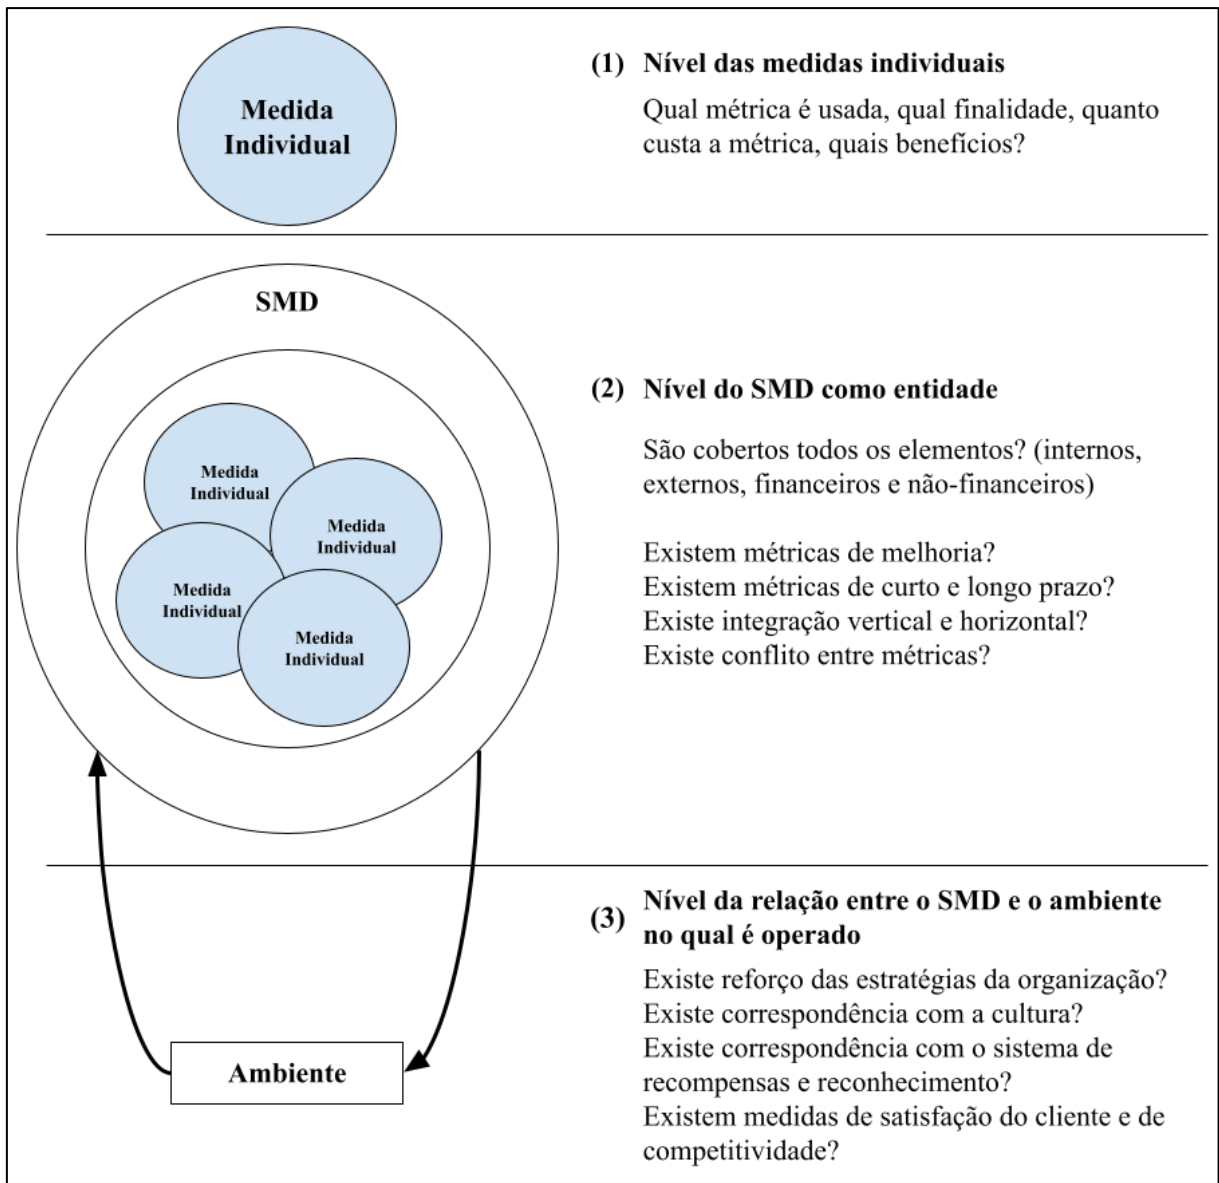 Medida
Individual
(1) Nível das medidas individuais
Qual métrica é usada, qual finalidade, quanto
custa a métrica, quais benefícios?
SMD
Medida
Individual
Medida
Individual
Medida
Individual
Medida
Individual
(2) Nível do SMD como entidade
São cobertos todos os elementos? (internos,
externos, financeiros e não-financeiros)
Existem métricas de melhoria?
Existem métricas de curto e longo prazo?
Existe integração vertical e horizontal?
Existe conflito entre métricas?
Ambiente
(3) Nível da relação entre o SMD e o ambiente
no qual é operado
Existe reforço das estratégias da organização?
Existe correspondência com a cultura?
Existe correspondência com o sistema de
recompensas e reconhecimento?
Existem medidas de satisfação do cliente e de
competitividade?